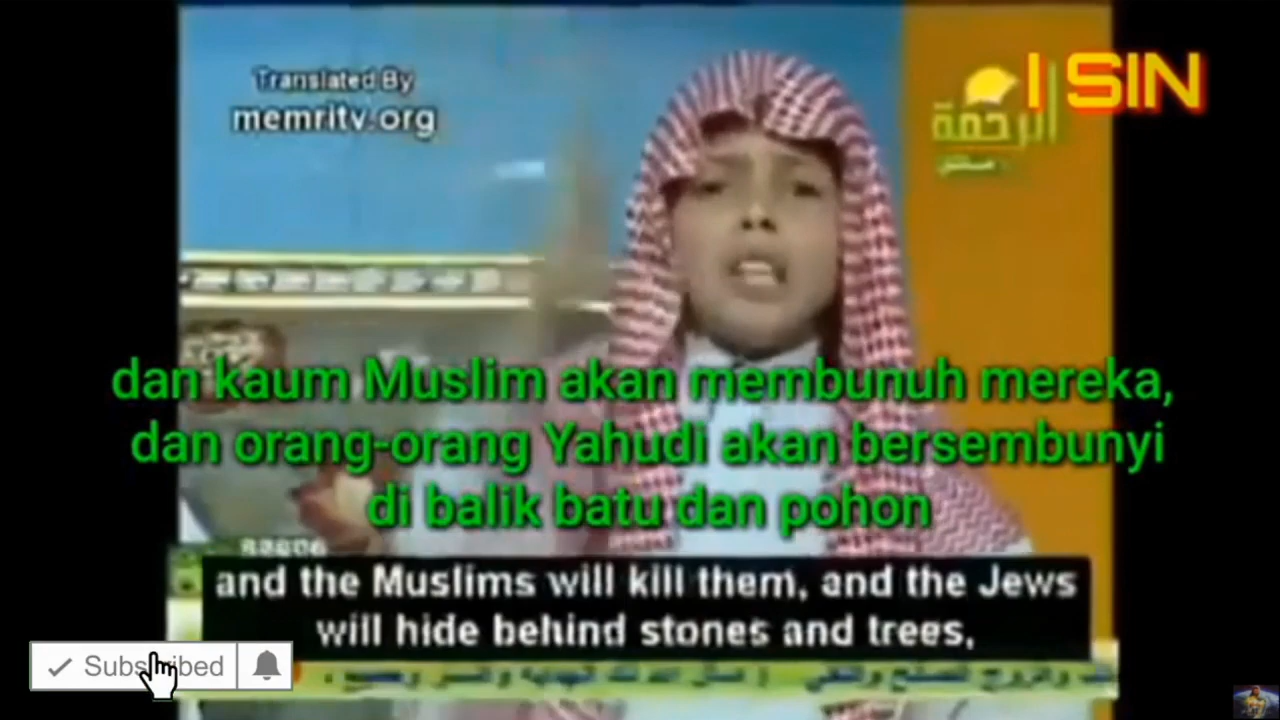 Translated By
memritv.org
I SIN
الرحمة
dan kaum Muslim akan membunuh mereka,
dan orang-orang Yahudi akan bersembunyi
di balik batu dan pohon
and the Muslims will kill them, and the Jews
will hide behind stones and trees,
Subscribed